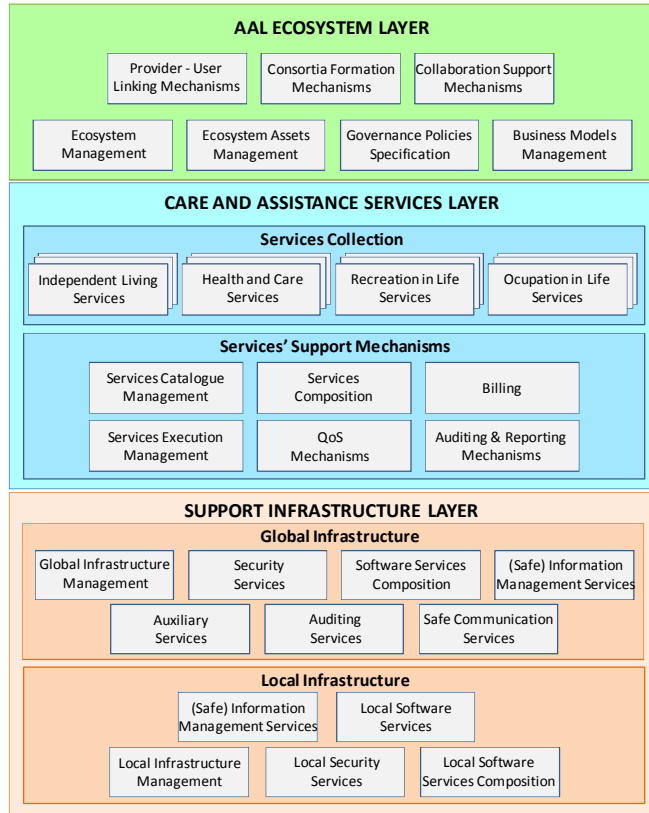 AAL ECOSYSTEM LAYER
Provider - User
Linking Mechanisms
Consortia Formation
Mechanisms
Collaboration Support
Mechanisms
Ecosystem
Management
Ecosystem Assets
Management
Governance Policies
Specification
Business Models
Management
CARE AND ASSISTANCE SERVICES LAYER
Services Collection
Independent Living
Services
Health and Care
Services
Recreation in Life
Services
Ocupation in Life
Services
Services’ Support Mechanisms
Services Catalogue
Management
Services
Composition
Billing
Services Execution
Management
QoS
Mechanisms
Auditing & Reporting
Mechanisms
SUPPORT INFRASTRUCTURE LAYER
Global Infrastructure
Global Infrastructure
Management
Security
Services
Software Services
Composition
(Safe) Information
Management Services
Auxiliary
Services
Auditing
Services
Safe Communication
Services
Local Infrastructure
(Safe) Information
Management Services
Local Software
Services
Local Infrastructure
Management
Local Security
Services
Local Software
Services Composition